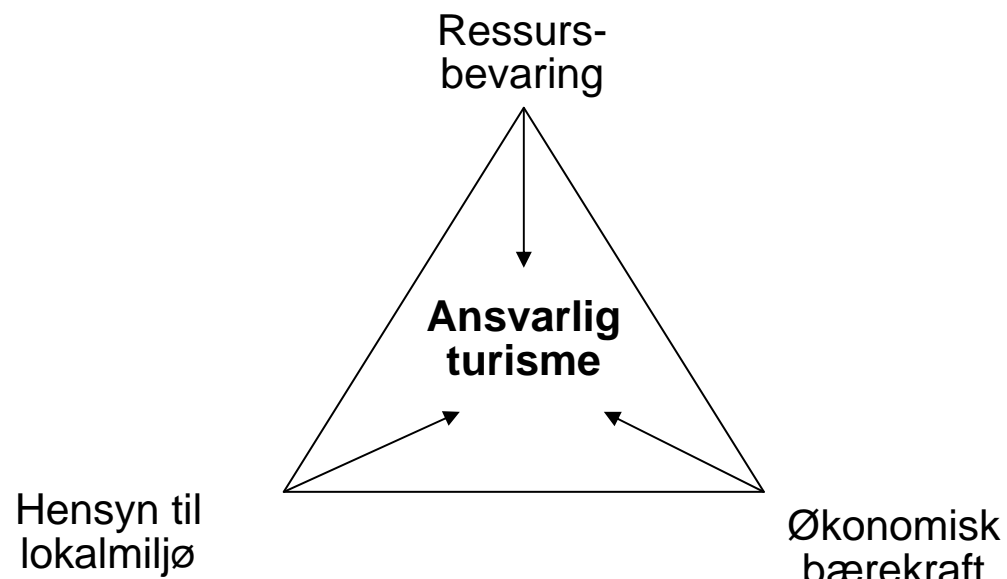 Ressurs-
bevaring
Ansvarlig
turisme
Hensyn til
lokalmiljø
Økonomisk
bærekraft